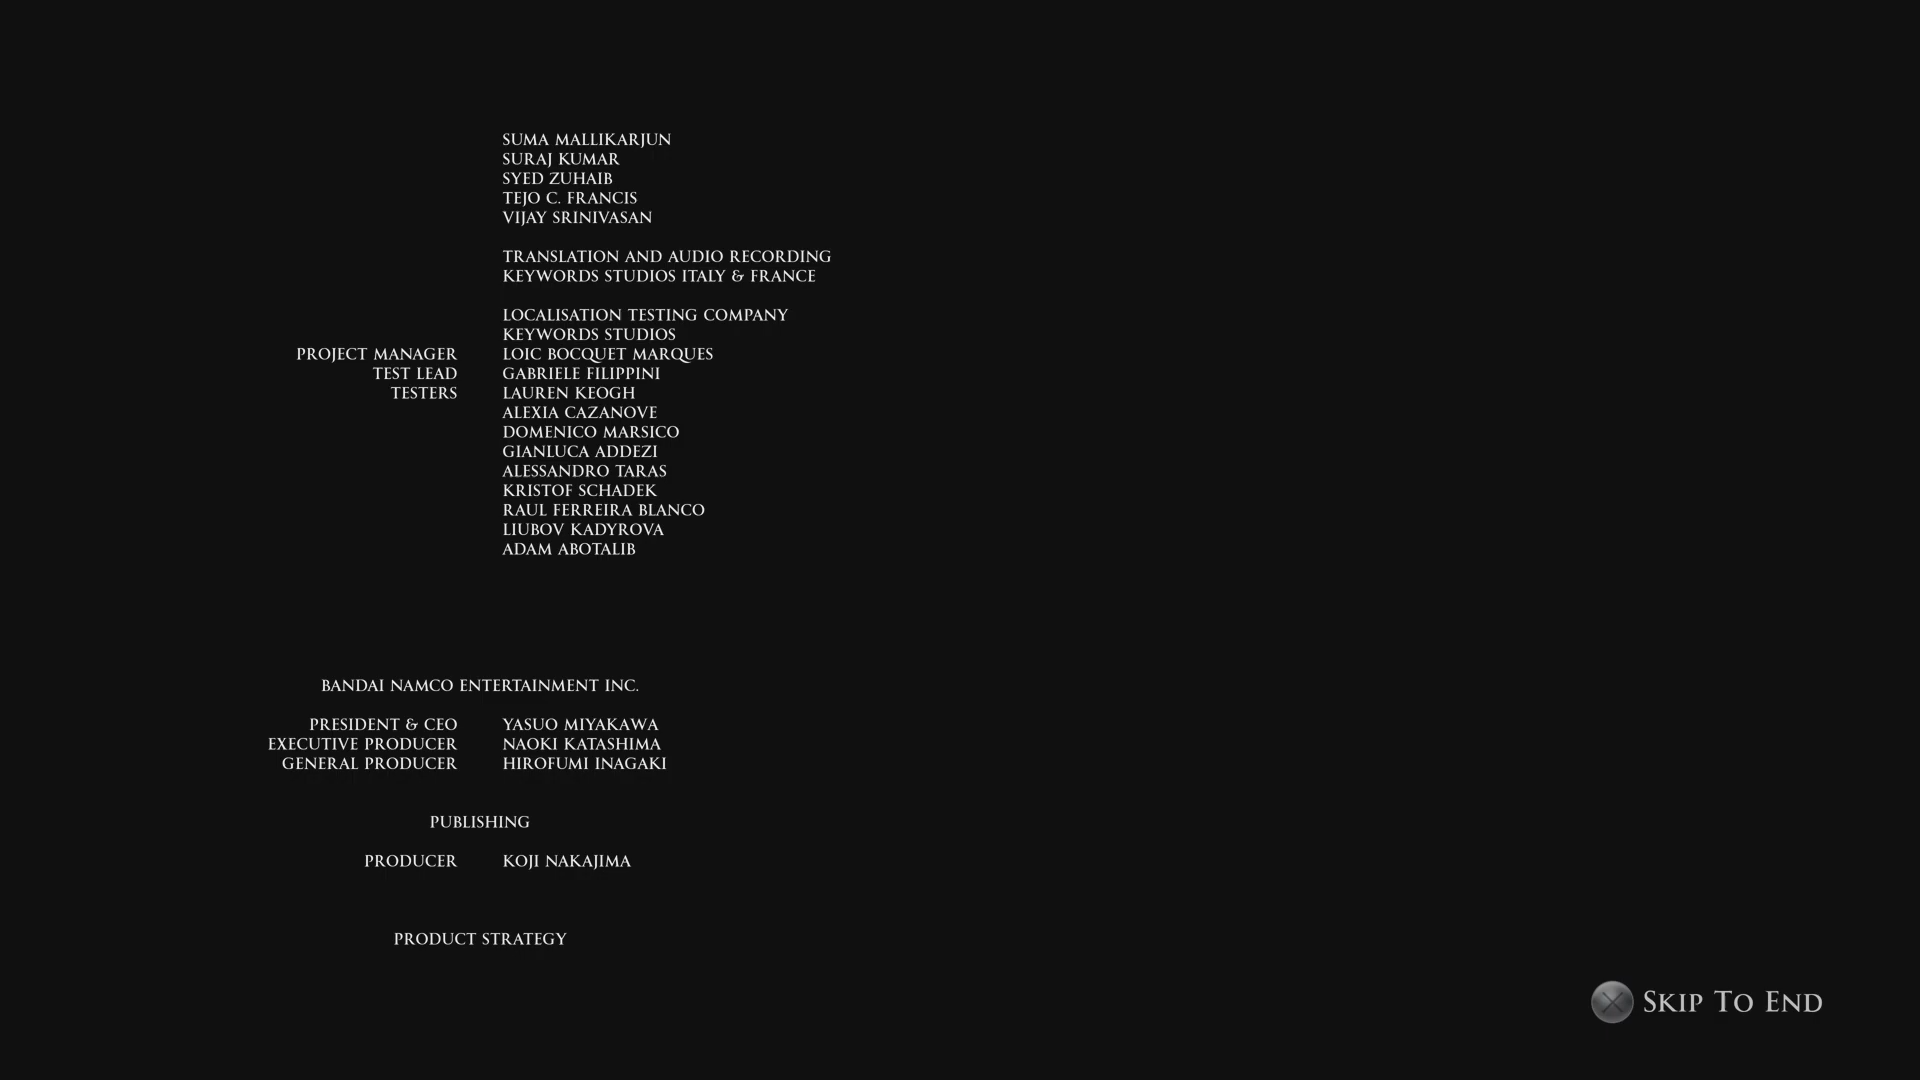 SUMA MALLIKARJUN
SURAJ KUMAR
SYED ZUHAIB
TEJO C. FRANCIS
VIJAY SRINIVASAN
TRANSLATION AND AUDIO RECORDING
KEYWORDS STUDIOS ITALY & FRANCE
LOCALISATION TESTING COMPANY
KEYWORDS STUDIOS
PROJECT MANAGER LOIC BOCQUET MARQUES
TEST LEAD GABRIELE FILIPPINI
TESTERS LAUREN KEOGH
ALEXIA CAZANOVE
DOMENICO MARSICO
GIANLUCA ADDEZI
ALESSANDRO TARAS
KRISTOF SCHADEK
RAUL FERREIRA BLANCO
LIUBOV KADYROVA
ADAM ABOTALIB
BANDAI NAMCO ENTERTAINMENT INC.
PRESIDENT & CEO YASUO MIYAKAWA
EXECUTIVE PRODUCER NAOKI KATASHIMA
GENERAL PRODUCER HIROFUMI INAGAKI
PUBLISHING
PRODUCER KOJI NAKAJIMA
PRODUCT STRATEGY
SKIP TO END